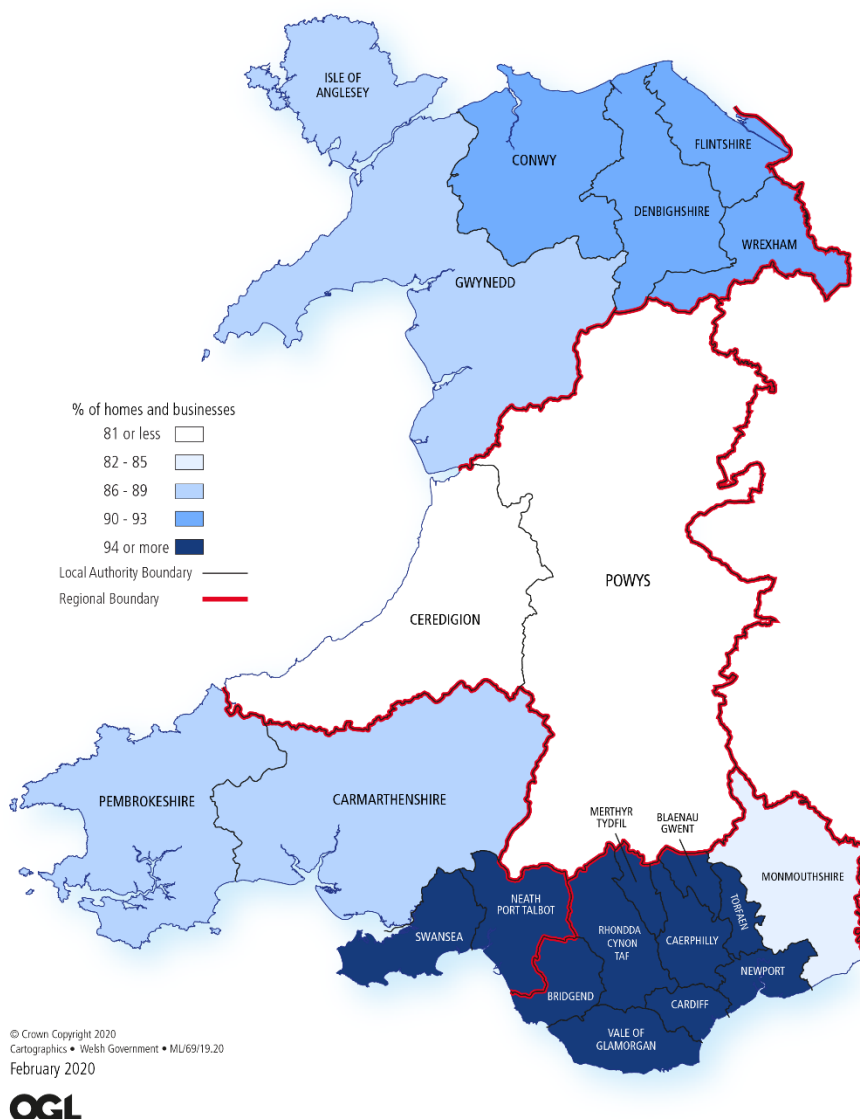 ISLE OF
ANGLESEY
CONWY
FLINTSHIRE
DENBIGHSHIRE
WREXHAM
GWYNEDD
% of homes and businesses
81 or less
82 - 85
86 - 89
90 - 93
94 or more
Local Authority Boundary
Regional Boundary
POWYS
CEREDIGION
PEMBROKESHIRE
CARMARTHENSHIRE
MERTHYR
TYDFIL
BLAENAU
GWENT
MONMOUTHSHIRE
NEATH
PORT TALBOT
SWANSEA
RHONDDA
CYNON
TAF
CAERPHILLY
TORFAEN
NEWPORT
BRIDGEND
CARDIFF
VALE OF
GLAMORGAN
© Crown Copyright 2020
Cartographics • Welsh Government • ML/69/19.20
February 2020
OGL